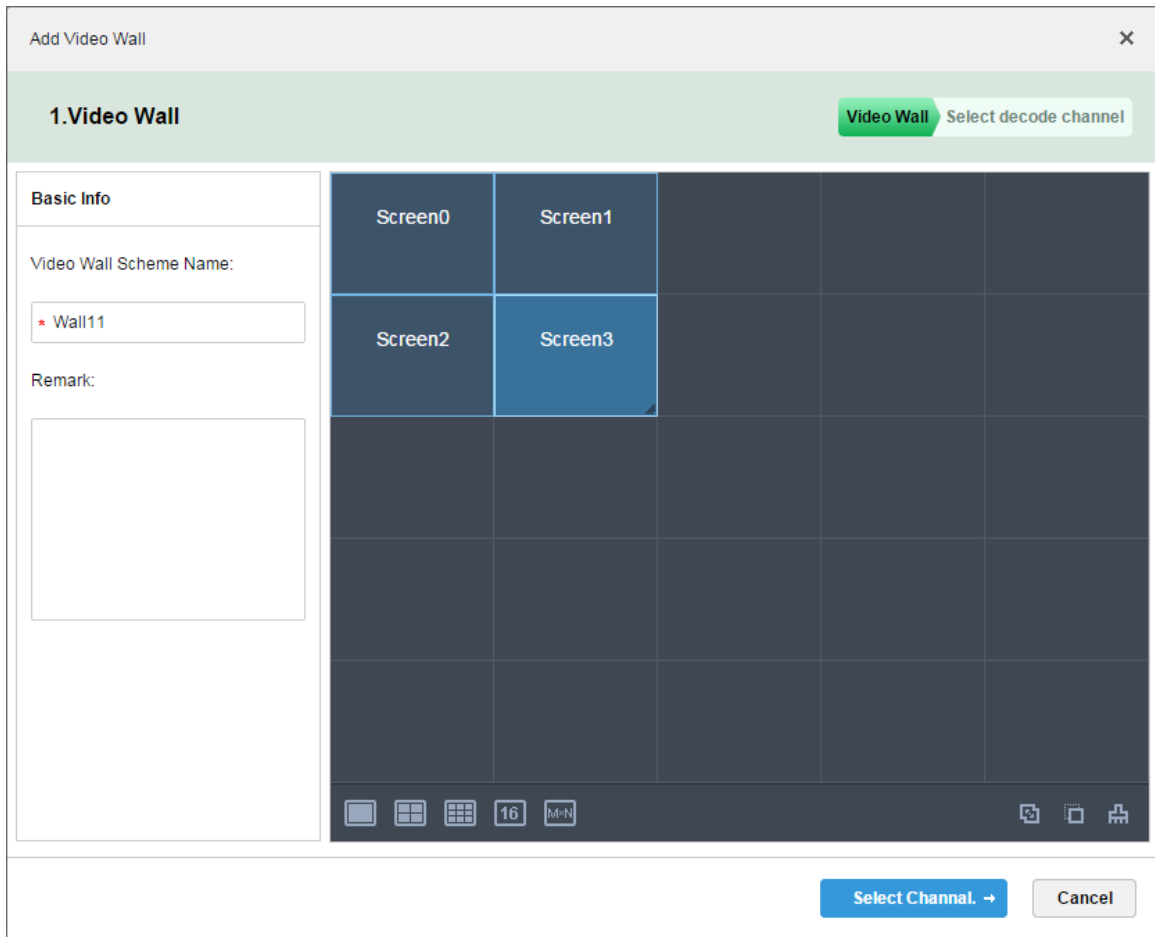 Add Video Wall
1.Video Wall
Video Wall Select decode channel
Basic Info
Video Wall Scheme Name:
* Wall11
Remark:
Screen0 Screen1
Screen2 Screen3
16 M×N
Select Channal. → Cancel